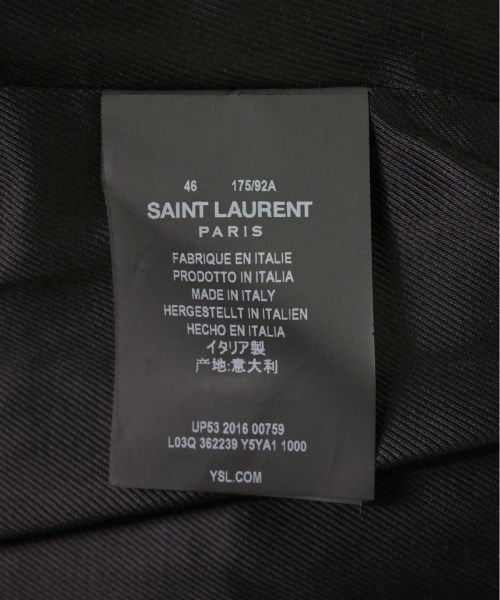 46 175/92A
SAINT LAURENT
PARIS
FABRIQUE EN ITALIE
PRODOTTO IN ITALIA
MADE IN ITALY
HERGESTELLT IN ITALIEN
HECHO EN ITALIA
イタリア製
产地:意大利
UP53 2016 00759
L03Q 362239 Y5YA1 1000
YSL.COM